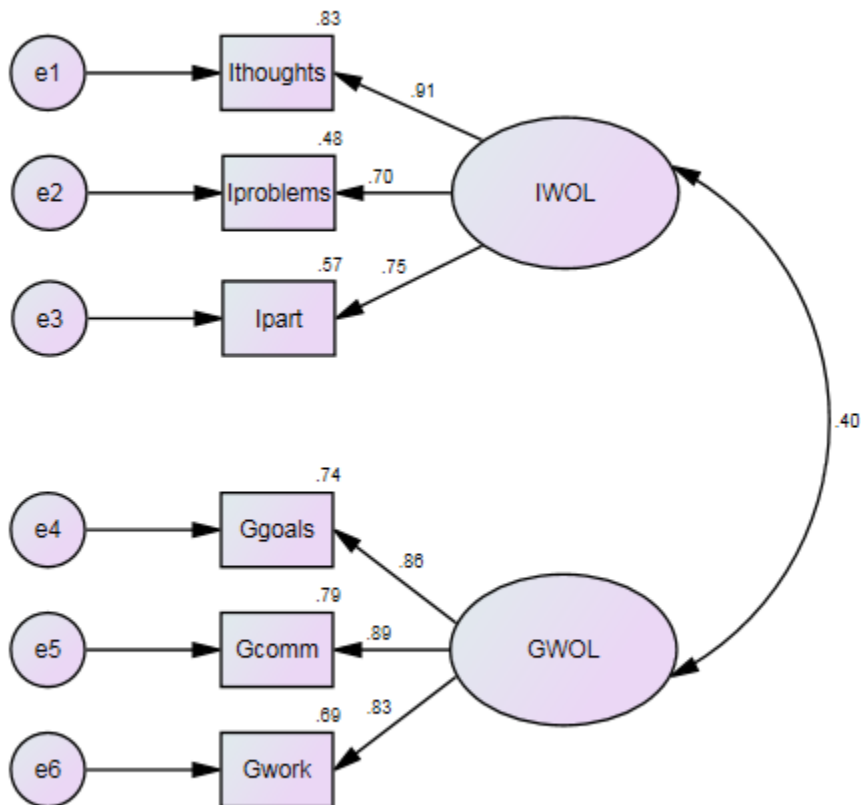 .83
e1
Ithoughts
.91
.48
e2
Iproblems
.70
IWOL
.57
e3
Ipart
.75
.40
.74
e4
Ggoals
.86
.79
e5
Gcomm
.89
GWOL
.69
e6
Gwork
.83